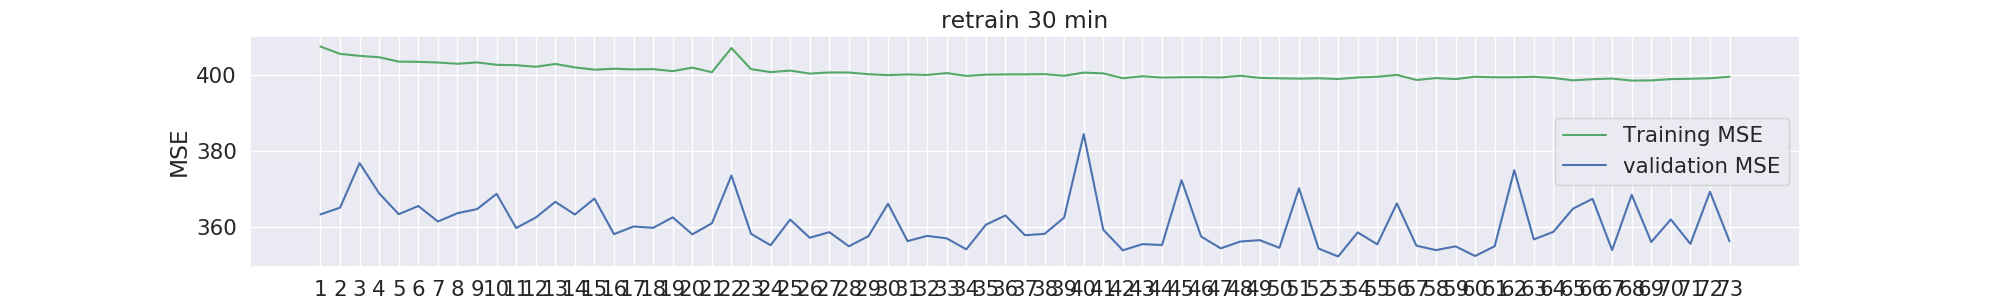 retrain 30 min
MSE
400
380
360
Training MSE
validation MSE
1 2 3 4 5 6 7 8 9 10 11 12 13 14 15 16 17 18 19 20 21 22 23 24 25 26 27 28 29 30 31 32 33 34 35 36 37 38 39 40 41 42 43 44 45 46 47 48 49 50 51 52 53 54 55 56 57 58 59 60 61 62 63 64 65 66 67 68 69 70 71 72 73